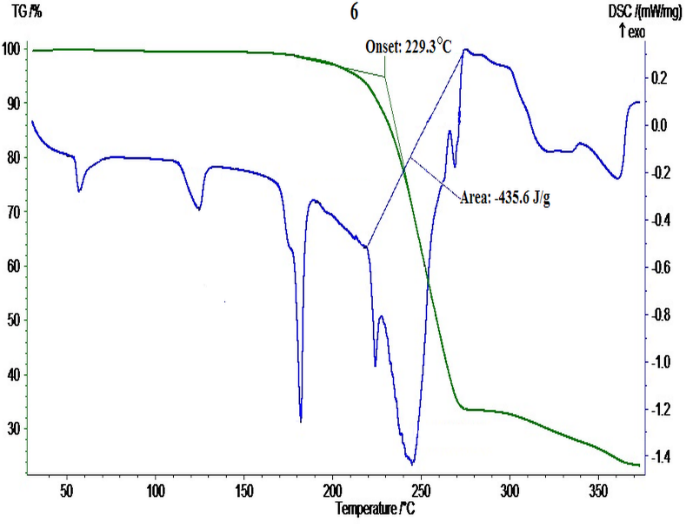 TG /%
6
DSC /(mW/mg)
↑ exo
Onset: 229.3°C
Area: -435.6 J/g
100
90
80
70
60
50
40
30
0.2
0.0
-0.2
-0.4
-0.6
-0.8
-1.0
-1.2
-1.4
50 100 150 200 250 300 350
Temperature /°C